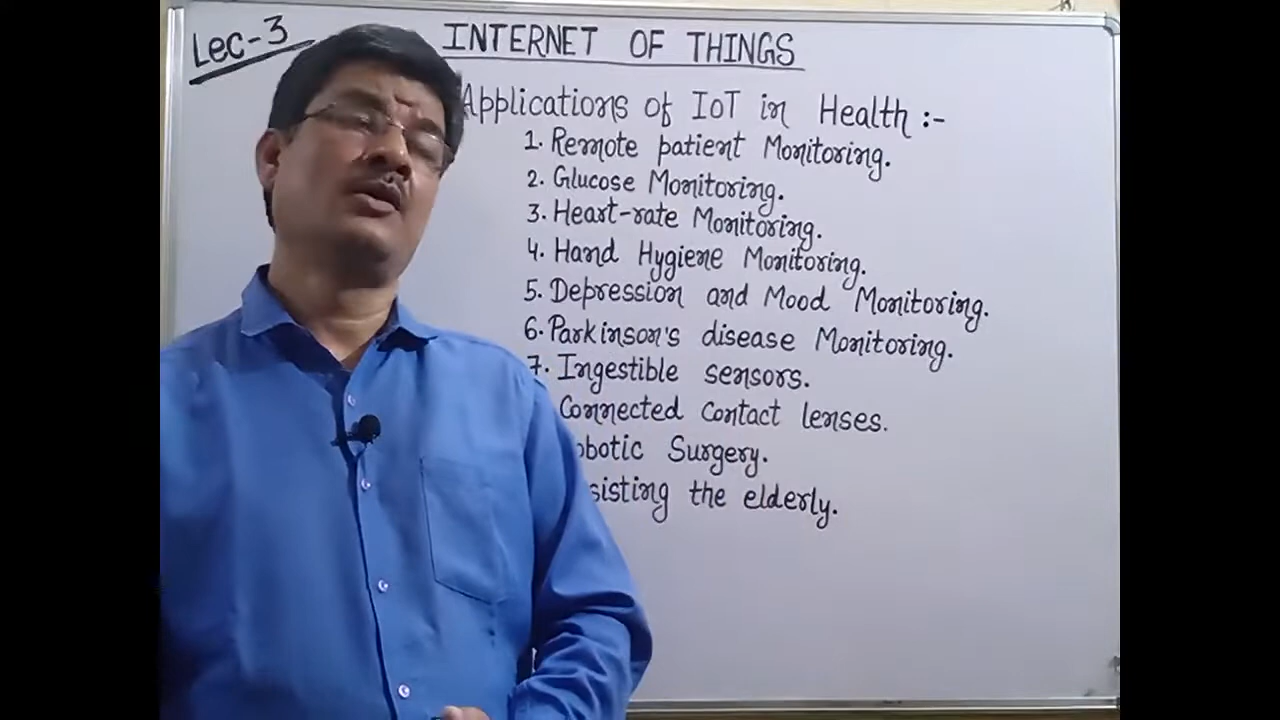 Lec-3
INTERNET OF THINGS
Applications of IoT in Health :-
1. Remote patient Monitoring.
2. Glucose Monitoring.
3. Heart-rate Monitoring.
4. Hand Hygiene Monitoring.
5. Depression and Mood Monitoring.
6. Parkinson's disease Monitoring.
7. Ingestible sensors.
Connected Contact lenses.
obotic Surgery.
sisting the elderly.